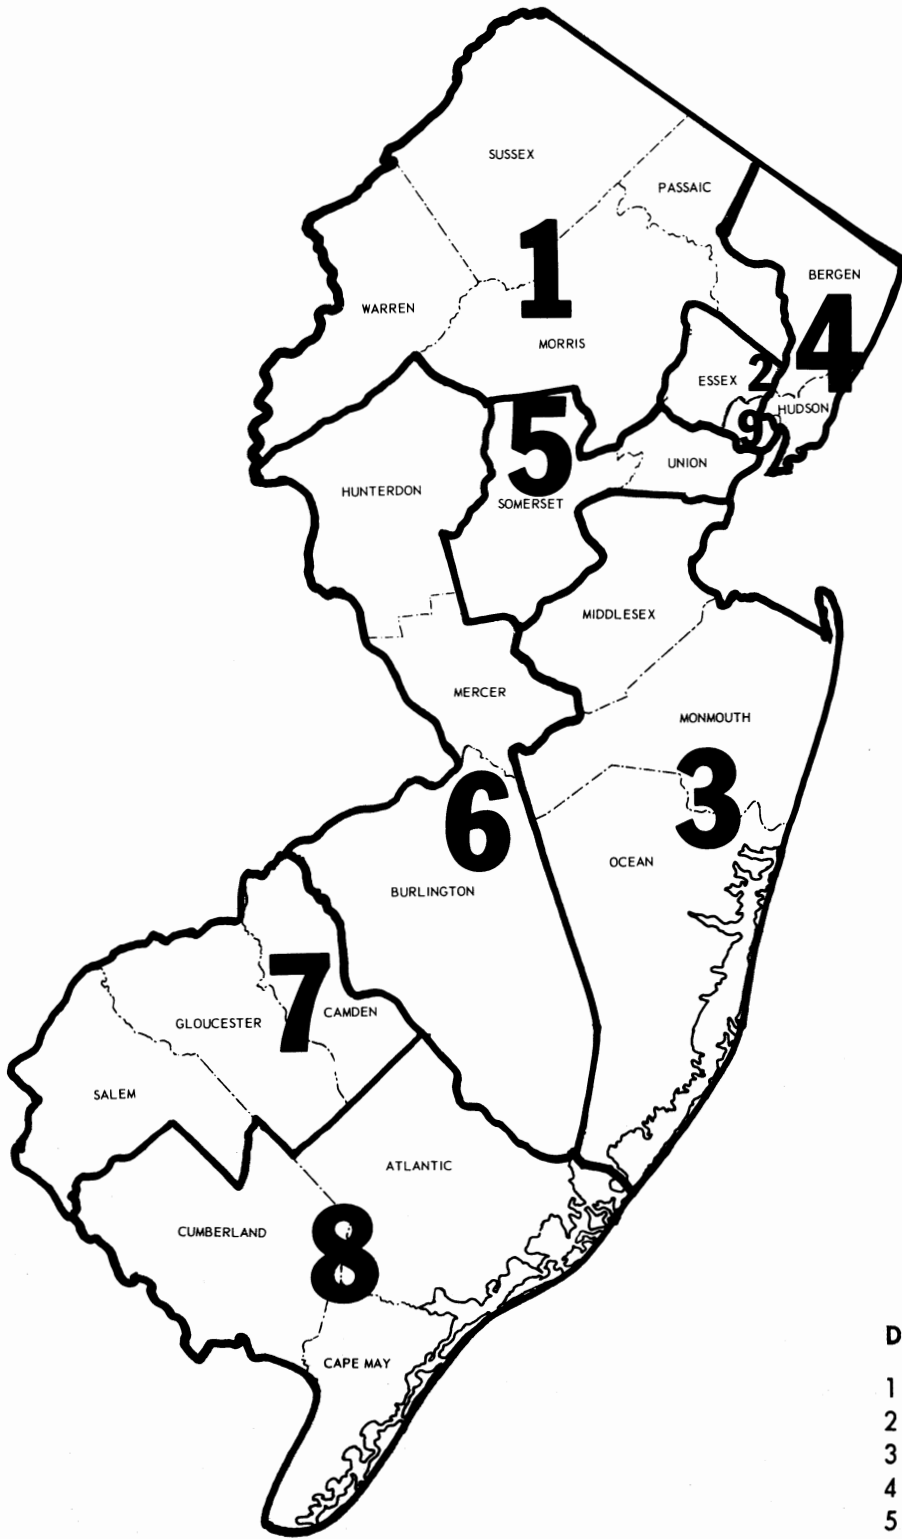 SUSSEX
PASSAIC
1
BERGEN
WARREN
4
MORRIS
ESSEX 2
HUDSON
9
5
UNION
HUNTERDON
SOMERSET
MIDDLESEX
MERCER
MONMOUTH
3
6
OCEAN
BURLINGTON
7
CAMDEN
GLOUCESTER
SALEM
ATLANTIC
CUMBERLAND
8
CAPE MAY
D
1
2
3
4
5